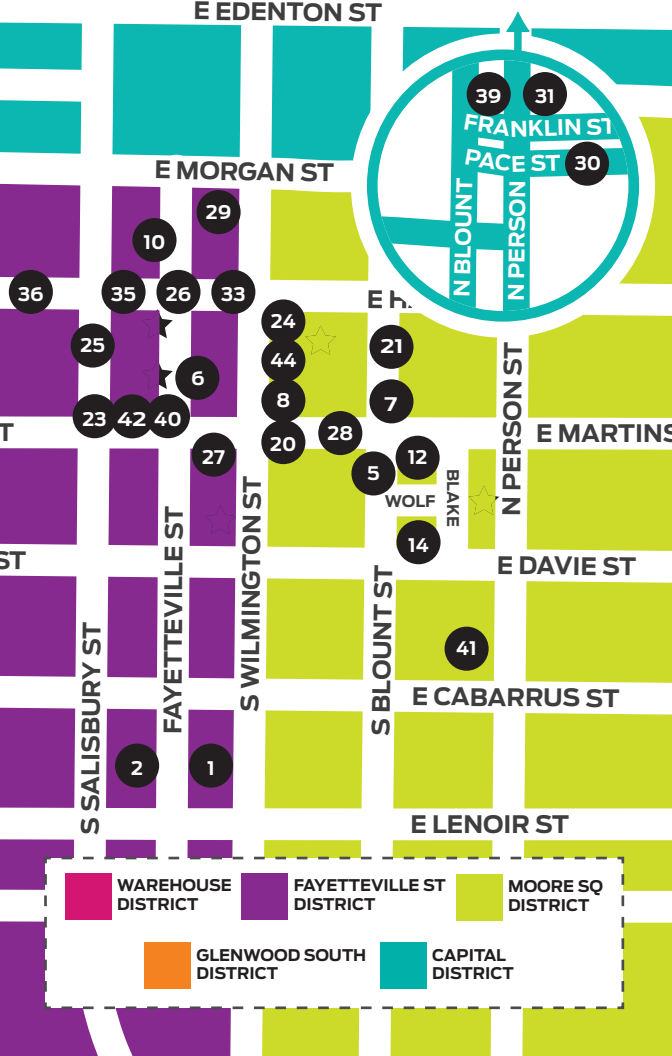 E EDENTON ST
39
31
FRANKLIN ST
PACE ST
30
E MORGAN ST
N BLOUNT
N PERSON
29
10
36
35
26
33
E H
24
25
44
21
6
8
7
23
42
40
N PERSON ST
T
20
28
E MARTINS
27
12
5
WOLF
BLAKE
14
ST
E DAVIE ST
FAYETTEVILLE ST
S WILMINGTON ST
S BLOUNT ST
S SALISBURY ST
41
E CABARRUS ST
2
1
E LENOIR ST
WAREHOUSE
DISTRICT
FAYETTEVILLE ST
DISTRICT
MOORE SQ
DISTRICT
GLENWOOD SOUTH
DISTRICT
CAPITAL
DISTRICT